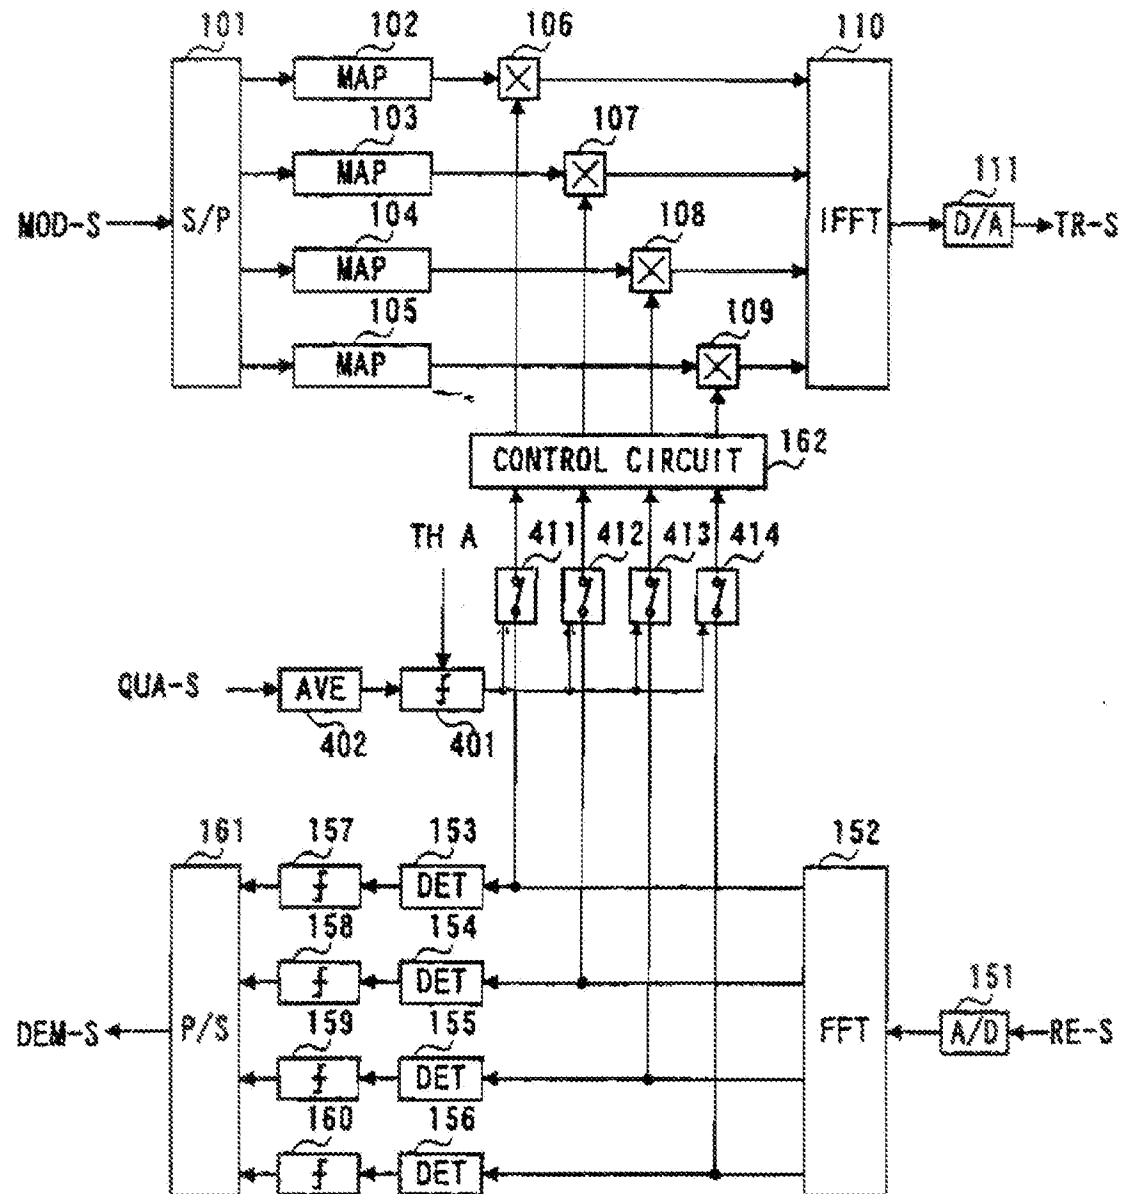 101 102 106 110
MAP
103 107
MAP
111
MOD-S S/P 104 108 IFFT D/A TR-S
MAP
105 109
MAP
CONTROL CIRCUIT 162
TH A 411 412 413 414
QUA-S AVE
402 401
161 157 153 152
DET
158 154
DET
151
DEM-S P/S 159 155 FFT A/D RE-S
DET
160 156
DET